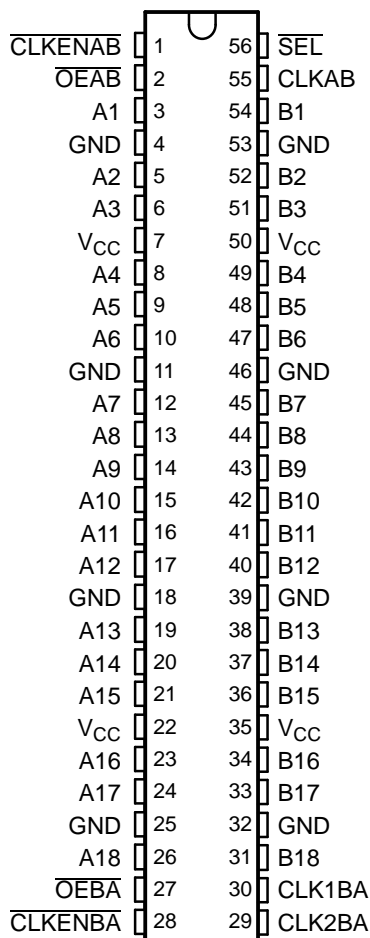 C̅L̅K̅E̅N̅A̅B̅ 1 56 S̅E̅L̅
O̅E̅A̅B̅ 2 55 CLKAB
A1 3 54 B1
GND 4 53 GND
A2 5 52 B2
A3 6 51 B3
VCC 7 50 VCC
A4 8 49 B4
A5 9 48 B5
A6 10 47 B6
GND 11 46 GND
A7 12 45 B7
A8 13 44 B8
A9 14 43 B9
A10 15 42 B10
A11 16 41 B11
A12 17 40 B12
GND 18 39 GND
A13 19 38 B13
A14 20 37 B14
A15 21 36 B15
VCC 22 35 VCC
A16 23 34 B16
A17 24 33 B17
GND 25 32 GND
A18 26 31 B18
O̅E̅B̅A̅ 27 30 CLK1BA
C̅L̅K̅E̅N̅B̅A̅ 28 29 CLK2BA